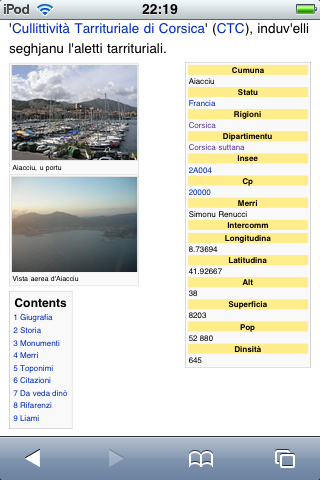 iPod 22:19
'Cullittività Tarrituriale di Corsica' (CTC), induv'elli
seghjanu l'aletti tarrituriali.
Aiacciu, u portu
Vista aerea d'Aiacciu
Contents
1 Giugrafia
2 Storia
3 Monumenti
4 Merri
5 Toponimi
6 Citazioni
7 Da veda dinò
8 Rifarenzi
9 Liami
Cumuna
Aiacciu
Statu
Francia
Rigioni
Corsica
Dipartimentu
Corsica suttana
Insee
2A004
Cp
20000
Merri
Simonu Renucci
Intercomm
Longitudina
8.73694
Latitudina
41.92667
Alt
38
Superficia
8203
Pop
52 880
Dinsità
645